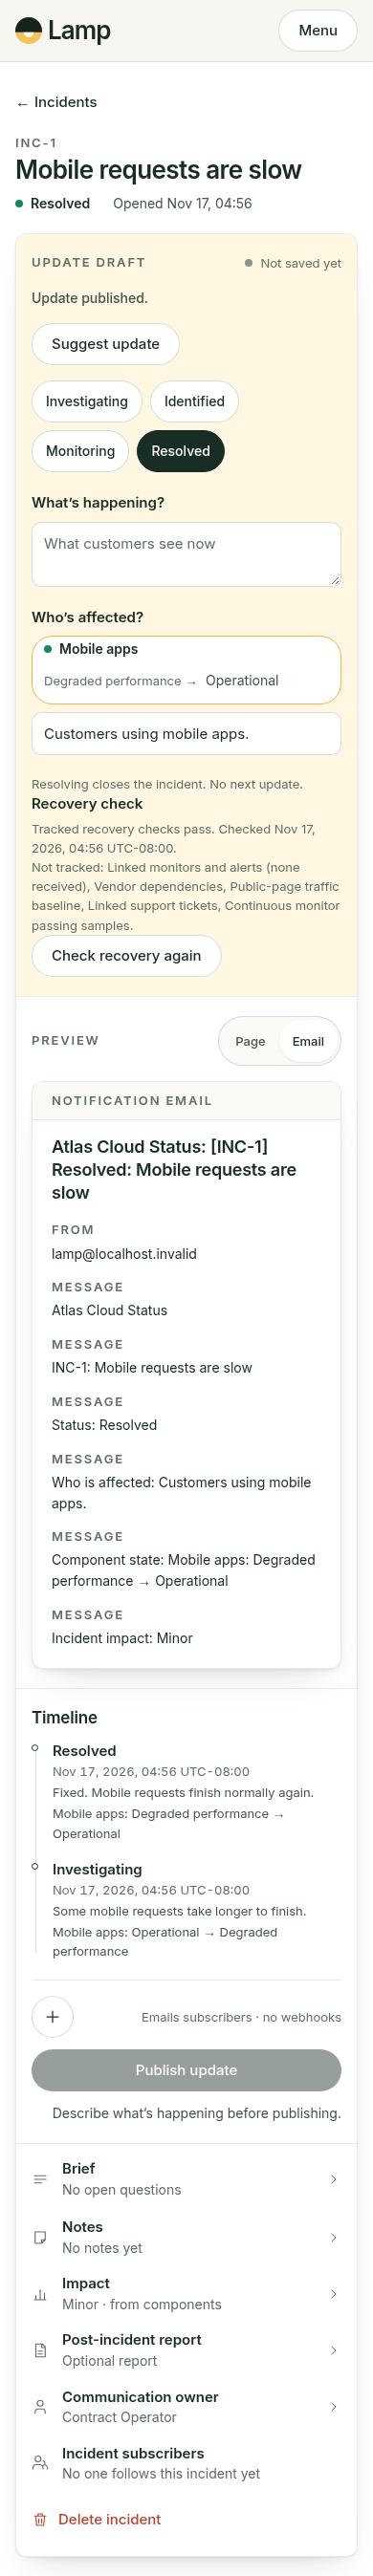 Lamp
Menu
← Incidents
INC-1
Mobile requests are slow
Resolved Opened Nov 17, 04:56
UPDATE DRAFT
Not saved yet
Update published.
Suggest update
Investigating
Identified
Monitoring
Resolved
What’s happening?
What customers see now
Who’s affected?
Mobile apps
Degraded performance → Operational
Customers using mobile apps.
Resolving closes the incident. No next update.
Recovery check
Tracked recovery checks pass. Checked Nov 17,
2026, 04:56 UTC-08:00.
Not tracked: Linked monitors and alerts (none
received), Vendor dependencies, Public-page traffic
baseline, Linked support tickets, Continuous monitor
passing samples.
Check recovery again
PREVIEW
Page
Email
NOTIFICATION EMAIL
Atlas Cloud Status: [INC-1]
Resolved: Mobile requests are
slow
FROM
lamp@localhost.invalid
MESSAGE
Atlas Cloud Status
MESSAGE
INC-1: Mobile requests are slow
MESSAGE
Status: Resolved
MESSAGE
Who is affected: Customers using mobile
apps.
MESSAGE
Component state: Mobile apps: Degraded
performance → Operational
MESSAGE
Incident impact: Minor
Timeline
Resolved
Nov 17, 2026, 04:56 UTC-08:00
Fixed. Mobile requests finish normally again.
Mobile apps: Degraded performance →
Operational
Investigating
Nov 17, 2026, 04:56 UTC-08:00
Some mobile requests take longer to finish.
Mobile apps: Operational → Degraded
performance
Emails subscribers · no webhooks
Publish update
Describe what’s happening before publishing.
Brief
No open questions
Notes
No notes yet
Impact
Minor · from components
Post-incident report
Optional report
Communication owner
Contract Operator
Incident subscribers
No one follows this incident yet
Delete incident